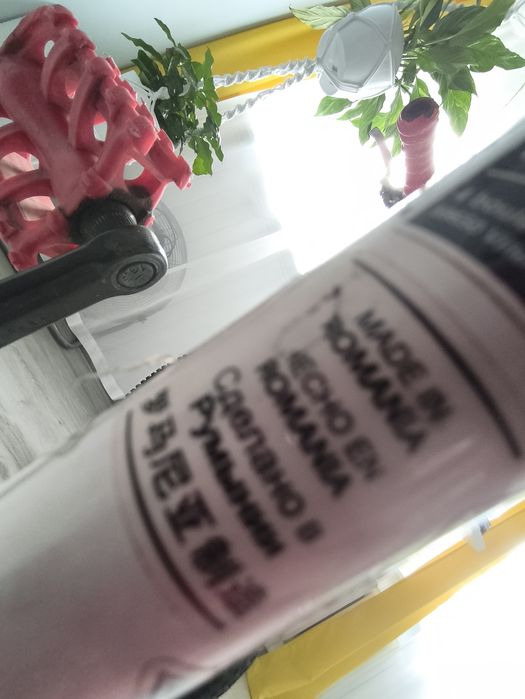 MADE IN
ROMANIA
HECHO EN
ROMANIA
Сделано в
Румынии
罗马尼亚制造